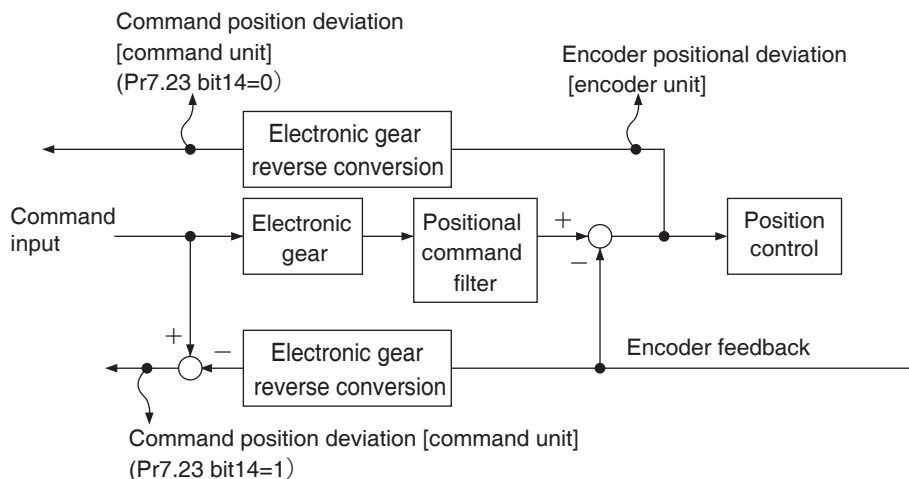 Command position deviation
[command unit]
(Pr7.23 bit14=0)
Encoder positional deviation
[encoder unit]
Electronic gear
reverse conversion
Command
input
Electronic
gear
Positional
command
filter
+
−
Position
control
+
−
Electronic gear
reverse conversion
Encoder feedback
Command position deviation [command unit]
(Pr7.23 bit14=1)